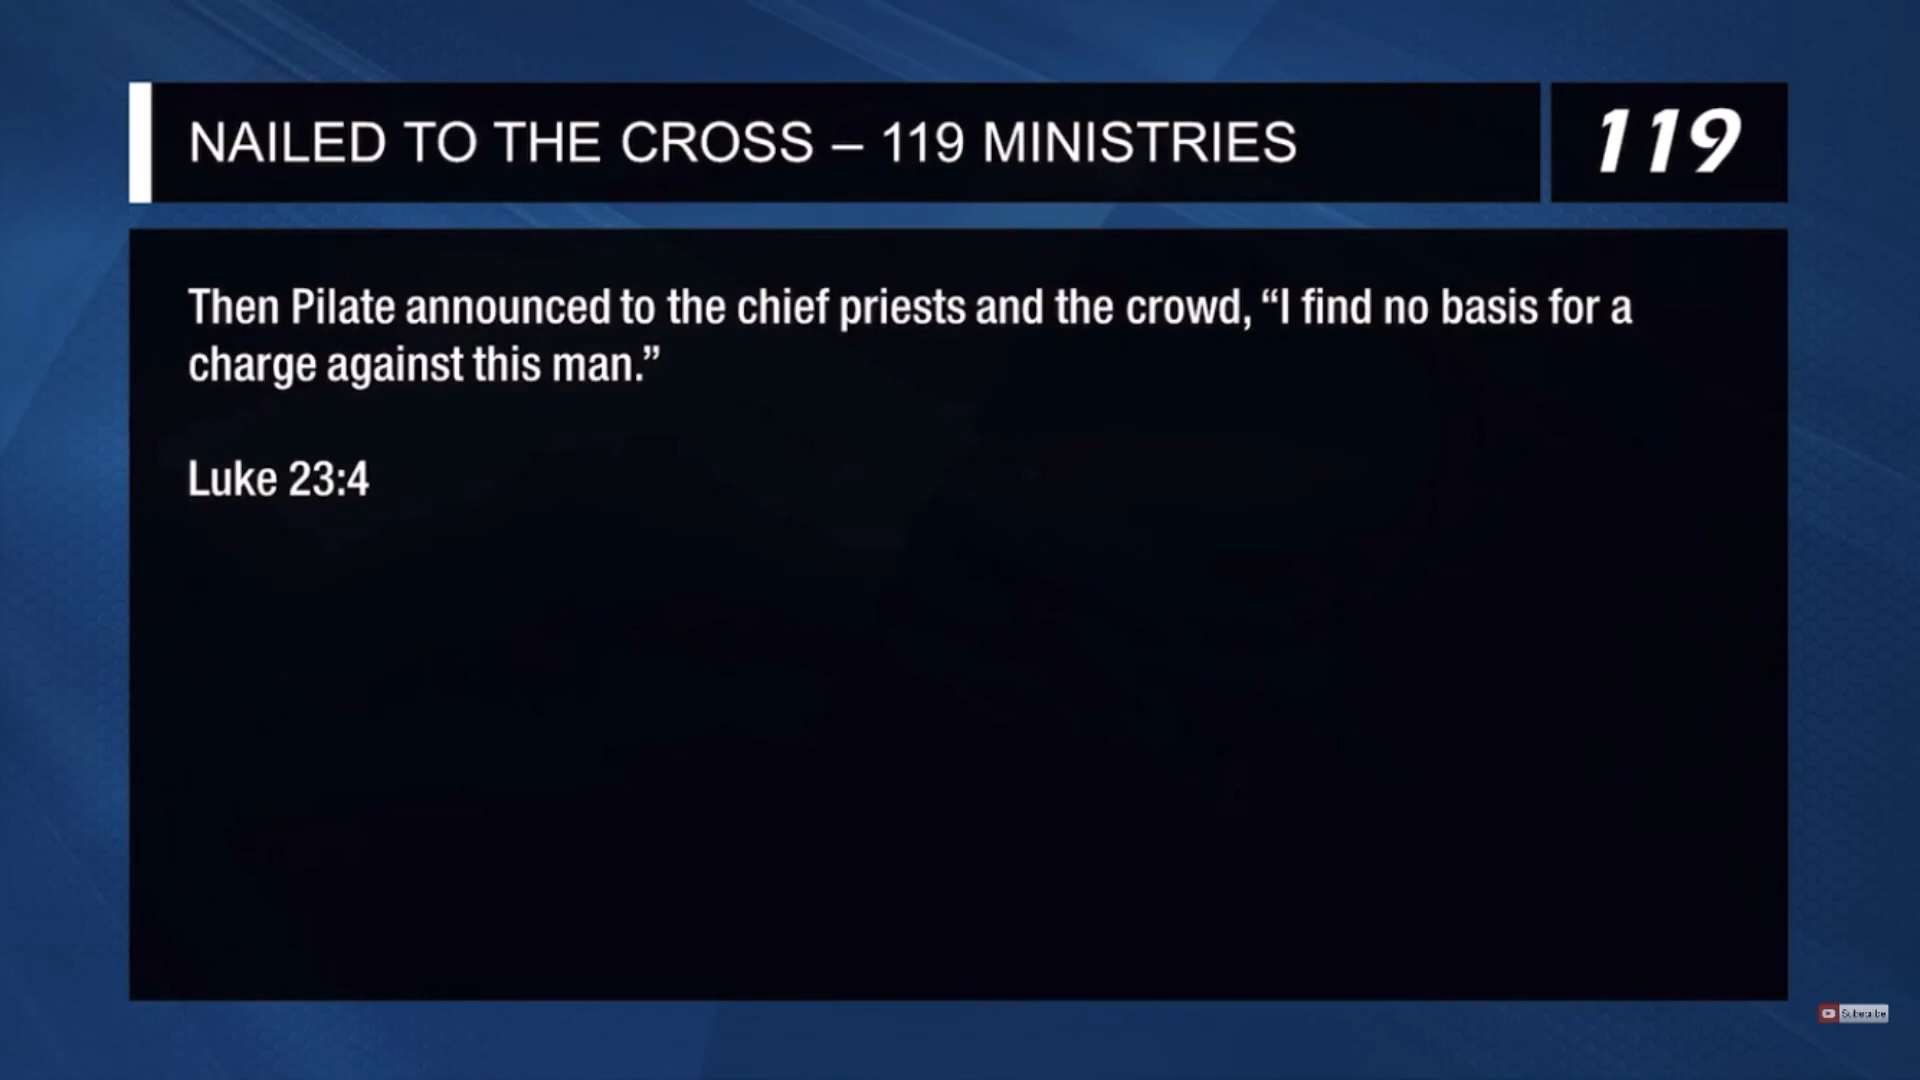 NAILED TO THE CROSS – 119 MINISTRIES
119
Then Pilate announced to the chief priests and the crowd, “I find no basis for a
charge against this man.”
Luke 23:4
Subscribe